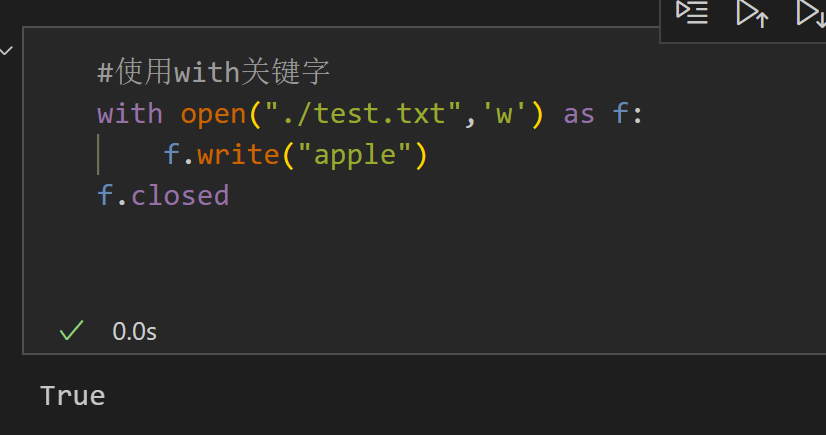 #使用with关键字
with open("./test.txt",'w') as f:
    f.write("apple")
f.closed
0.0s
True